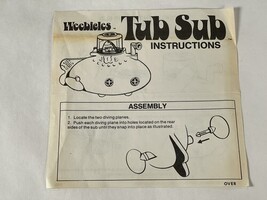 Weebles® Tub Sub™
INSTRUCTIONS
ASSEMBLY
1. Locate the two diving planes.
2. Push each diving plane into holes located on the rear
sides of the sub until they snap into place as illustrated.
OVER